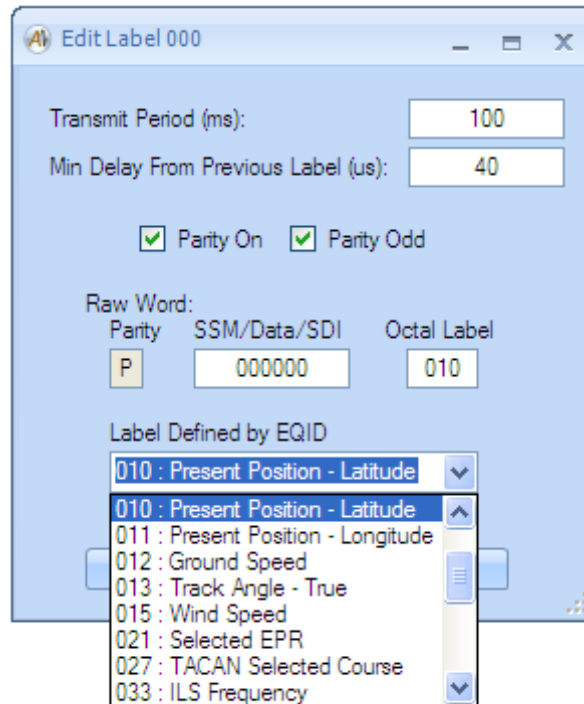 Edit Label 000
Transmit Period (ms): 100
Min Delay From Previous Label (us): 40
Parity On Parity Odd
Raw Word:
Parity SSM/Data/SDI Octal Label
P 000000 010
Label Defined by EQID
010 : Present Position - Latitude
010 : Present Position - Latitude
011 : Present Position - Longitude
012 : Ground Speed
013 : Track Angle - True
015 : Wind Speed
021 : Selected EPR
027 : TACAN Selected Course
033 : ILS Frequency